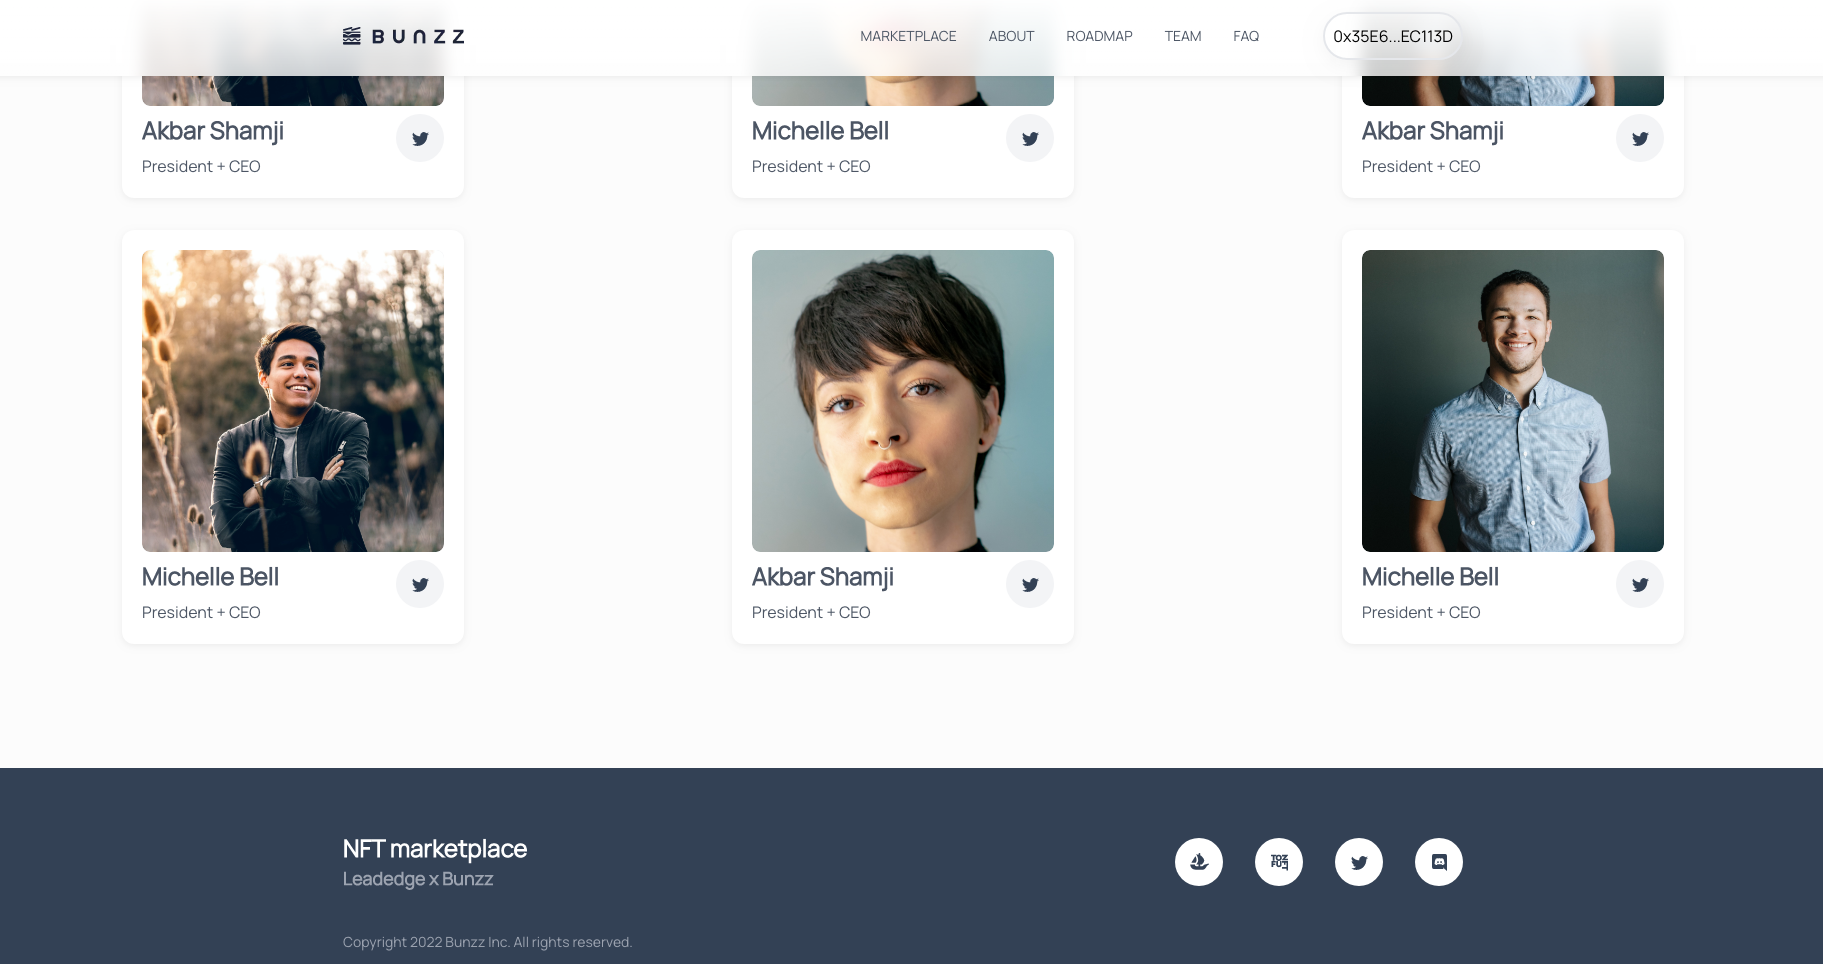 BUNZZ
MARKETPLACE ABOUT ROADMAP TEAM FAQ 0x35E6...EC113D
Akbar Shamji
President + CEO
Michelle Bell
President + CEO
Akbar Shamji
President + CEO
Michelle Bell
President + CEO
Akbar Shamji
President + CEO
Michelle Bell
President + CEO
NFT marketplace
Leadedge x Bunzz
TOZ
FUT
Copyright 2022 Bunzz Inc. All rights reserved.